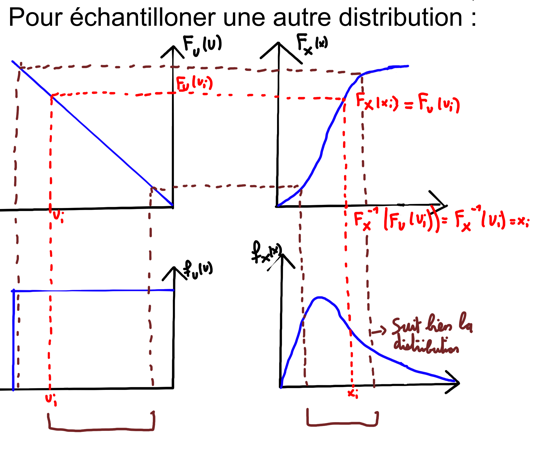 Pour échantilloner une autre distribution :
F_U(U)
F_X(x)
F_U(U_i)
F_X(x_i) = F_U(U_i)
U_i
F_X^-1(F_U(U_i)) = F_X^-1(U_i) = x_i
f_U(U)
f_X(x)
→ Suit bien la
distribution
U_i
x_i